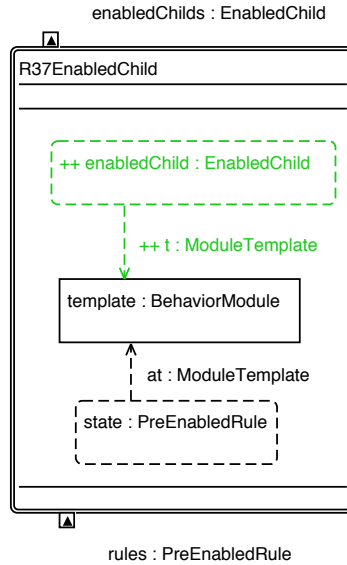 enabledChilds : EnabledChild
R37EnabledChild
++ enabledChild : EnabledChild
++ t : ModuleTemplate
template : BehaviorModule
at : ModuleTemplate
state : PreEnabledRule
rules : PreEnabledRule